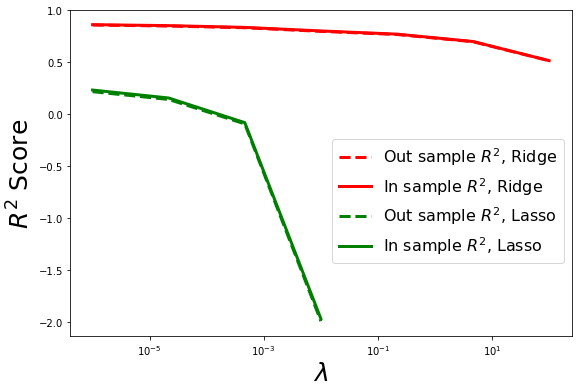 1.0
0.5
0.0
−0.5
−1.0
−1.5
−2.0
R² Score
Out sample R², Ridge
In sample R², Ridge
Out sample R², Lasso
In sample R², Lasso
10⁻⁵ 10⁻³ 10⁻¹ 10¹
λ